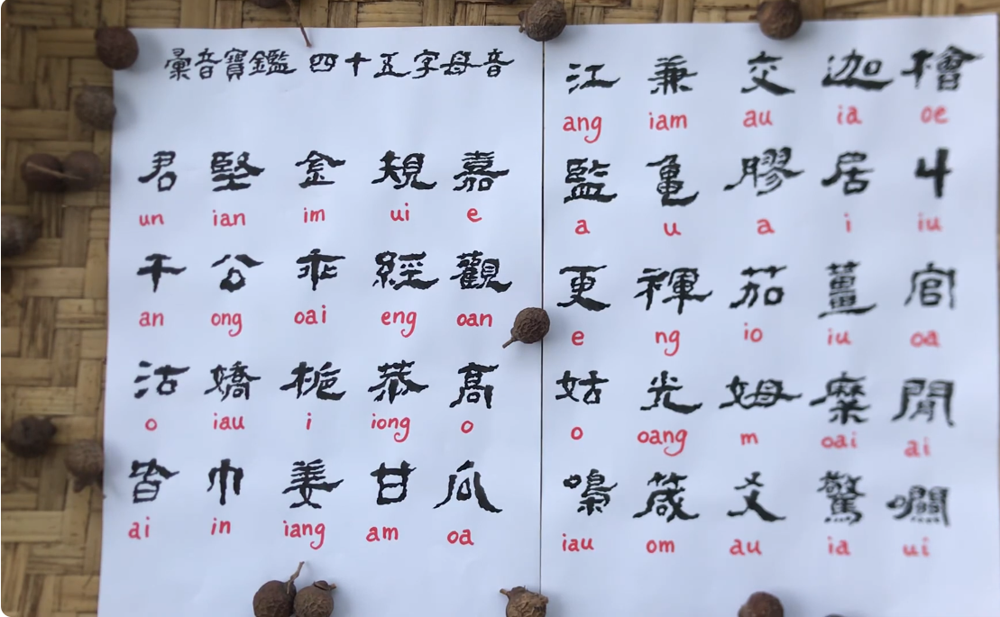 彙音寶鑑 四十五字母音
君 堅 金 規 嘉
un ian im ui e
干 公 乖 經 觀
an ong oai eng oan
沽 嬌 梔 恭 高
o iau i iong o
皆 巾 姜 甘 瓜
ai in iang am oa
江 兼 交 迦 檜
ang iam au ia oe
監 龜 膠 居 丩
a u a i iu
更 褌 茄 薑 官
e ng io iu oa
姑 光 姆 糜 閒
o oang m oai ai
嘄 箴 爻 驚 嚪
iau om au ia ui